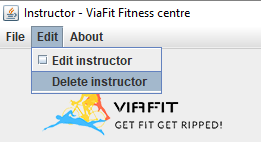 Instructor - ViaFit Fitness centre
File Edit About
Edit instructor
Delete instructor
VIAFIT
GET FIT GET RIPPED!